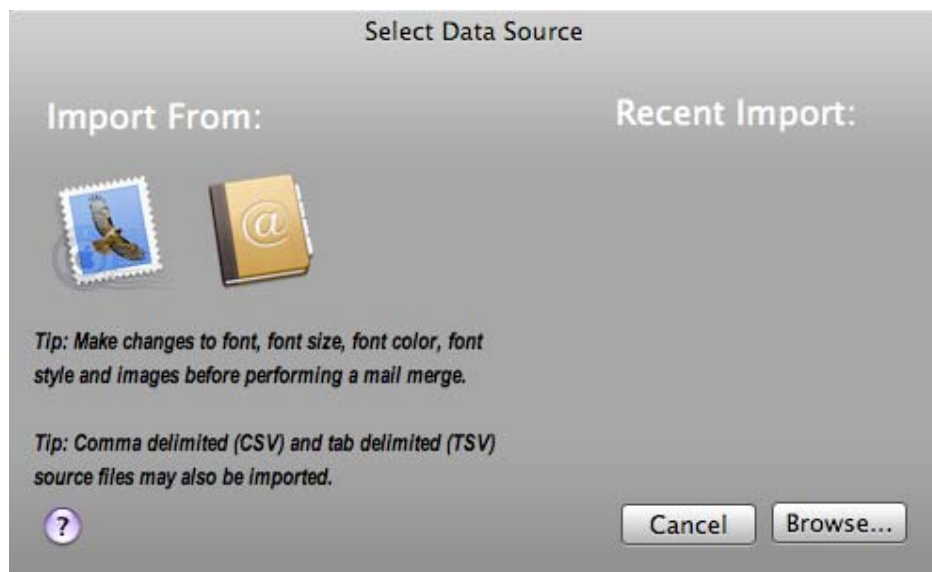 Select Data Source
Import From:
Recent Import:
@
Tip: Make changes to font, font size, font color, font
style and images before performing a mail merge.
Tip: Comma delimited (CSV) and tab delimited (TSV)
source files may also be imported.
?
Cancel
Browse...